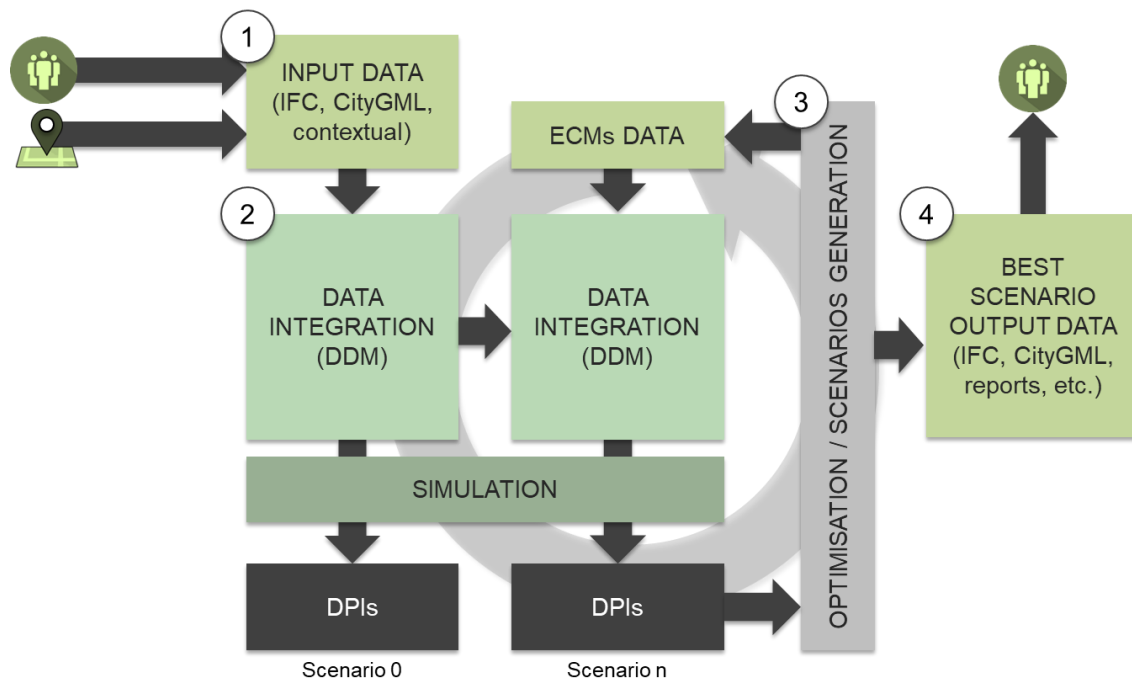 1
INPUT DATA
(IFC, CityGML,
contextual)
ECMs DATA
3
2
DATA
INTEGRATION
(DDM)
DATA
INTEGRATION
(DDM)
OPTIMISATION / SCENARIOS GENERATION
4
BEST
SCENARIO
OUTPUT DATA
(IFC, CityGML,
reports, etc.)
SIMULATION
DPIs
DPIs
Scenario 0
Scenario n